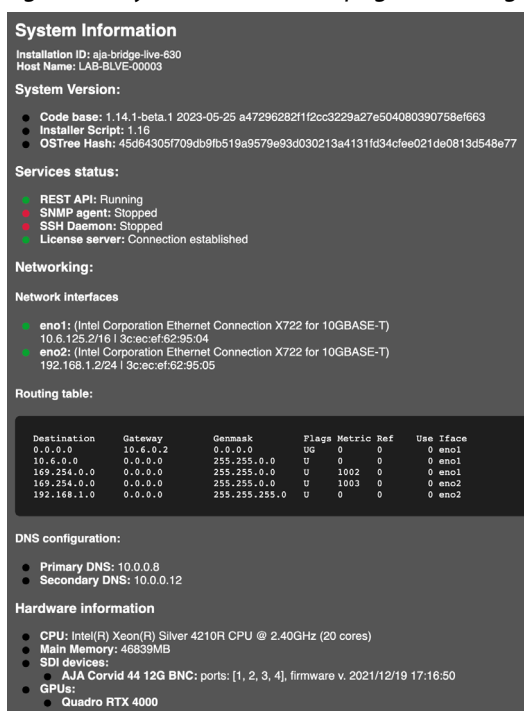 System Information
Installation ID: aja-bridge-live-630
Host Name: LAB-BLVE-00003
System Version:
Code base: 1.14.1-beta.1 2023-05-25 a47296282f1f2cc3229a27e504080390758ef663
Installer Script: 1.16
OSTree Hash: 45d64305f709db9fb519a9579e93d030213a4131fd34cfee021de0813d548e77
Services status:
REST API: Running
SNMP agent: Stopped
SSH Daemon: Stopped
License server: Connection established
Networking:
Network interfaces
eno1: (Intel Corporation Ethernet Connection X722 for 10GBASE-T)
10.6.125.2/16 | 3c:ec:ef:62:95:04
eno2: (Intel Corporation Ethernet Connection X722 for 10GBASE-T)
192.168.1.2/24 | 3c:ec:ef:62:95:05
Routing table:
Destination Gateway Genmask Flags Metric Ref Use Iface
0.0.0.0 10.6.0.2 0.0.0.0 UG 0 0 0 eno1
10.6.0.0 0.0.0.0 255.255.0.0 U 0 0 0 eno1
169.254.0.0 0.0.0.0 255.255.0.0 U 1002 0 0 eno1
169.254.0.0 0.0.0.0 255.255.0.0 U 1003 0 0 eno2
192.168.1.0 0.0.0.0 255.255.255.0 U 0 0 0 eno2
DNS configuration:
Primary DNS: 10.0.0.8
Secondary DNS: 10.0.0.12
Hardware information
CPU: Intel(R) Xeon(R) Silver 4210R CPU @ 2.40GHz (20 cores)
Main Memory: 46839MB
SDI devices:
AJA Corvid 44 12G BNC: ports: [1, 2, 3, 4], firmware v. 2021/12/19 17:16:50
GPUs:
Quadro RTX 4000